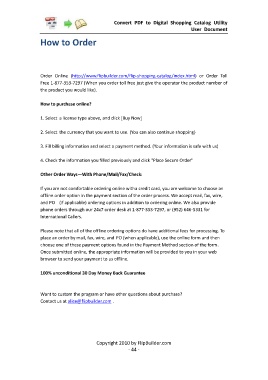 Convert PDF to Digital Shopping Catalog Utility
User Document
How to Order
Order Online (http://www.flipbuilder.com/flip-shopping-catalog/index.html) or Order Toll
Free 1-877-353-7297 (When you order toll free just give the operator the product number of
the product you would like).
How to purchase online?
1. Select a license type above, and click [Buy Now]
2. Select the currency that you want to use. (You can also continue shopping)
3. Fill billing information and select a payment method. (Your information is safe with us)
4. Check the information you filled previously and click "Place Secure Order"
Other Order Ways---With Phone/Mail/Fax/Check:
If you are not comfortable ordering online with a credit card, you are welcome to choose an
offline order option in the payment section of the order process. We accept mail, fax, wire,
and PO (if applicable) ordering options in addition to ordering online. We also provide
phone orders through our 24x7 order desk at 1-877-353-7297, or (952) 646-5331 for
International Callers.
Please note that all of the offline ordering options do have additional fees for processing. To
place an order by mail, fax, wire, and PO (when applicable), use the online form and then
choose one of these payment options found in the Payment Method section of the form.
Once submitted online, the appropriate information will be provided to you in your web
browser to send your payment to us offline.
100% unconditional 30 Day Money Back Guarantee
Want to custom the program or have other questions about purchase?
Contact us at alice@flipbuilder.com .
Copyright 2010 by FlipBuilder.com
- 44 -